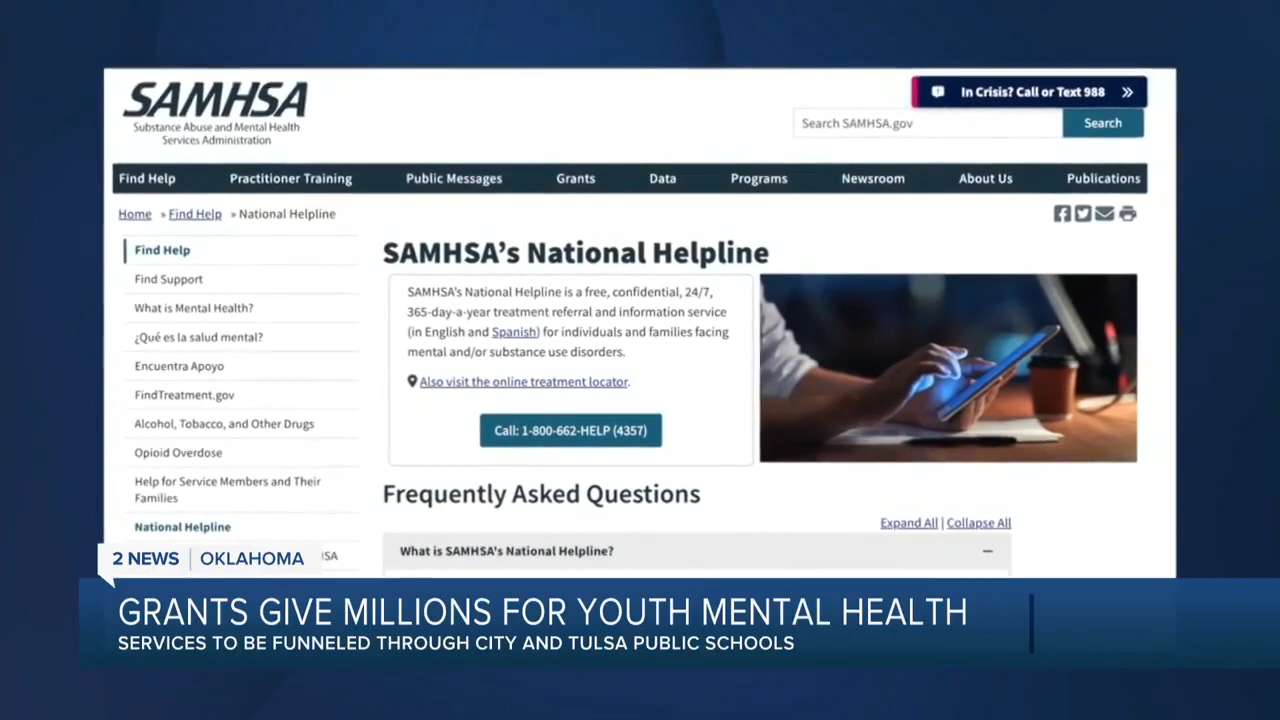 SAMHSA
Substance Abuse and Mental Health
Services Administration
In Crisis? Call or Text 988 »
Search SAMHSA.gov
Search
Find Help Practitioner Training Public Messages Grants Data Programs Newsroom About Us Publications
Home » Find Help » National Helpline
Find Help
Find Support
What is Mental Health?
¿Qué es la salud mental?
Encuentra Apoyo
FindTreatment.gov
Alcohol, Tobacco, and Other Drugs
Opioid Overdose
Help for Service Members and Their
Families
National Helpline
SAMHSA's National Helpline
SAMHSA's National Helpline is a free, confidential, 24/7,
365-day-a-year treatment referral and information service
(in English and Spanish) for individuals and families facing
mental and/or substance use disorders.
Also visit the online treatment locator.
Call: 1-800-662-HELP (4357)
Frequently Asked Questions
Expand All | Collapse All
What is SAMHSA's National Helpline? –
2 NEWS | OKLAHOMA
GRANTS GIVE MILLIONS FOR YOUTH MENTAL HEALTH
SERVICES TO BE FUNNELED THROUGH CITY AND TULSA PUBLIC SCHOOLS